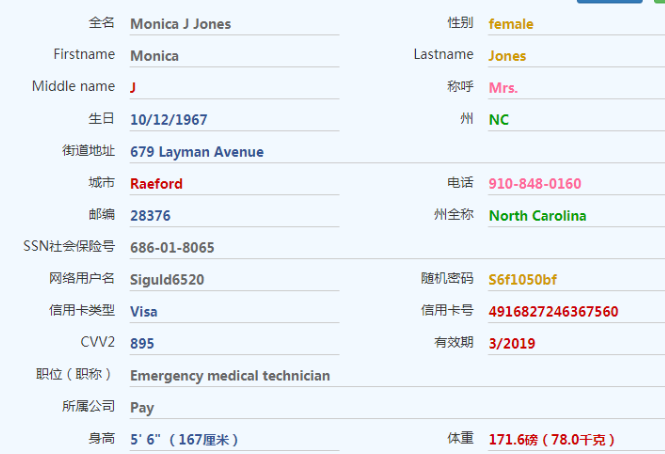 全名 Monica J Jones 性别 female
Firstname Monica Lastname Jones
Middle name J 称呼 Mrs.
生日 10/12/1967 州 NC
街道地址 679 Layman Avenue
城市 Raeford 电话 910-848-0160
邮编 28376 州全称 North Carolina
SSN社会保险号 686-01-8065
网络用户名 Siguld6520 随机密码 S6f1050bf
信用卡类型 Visa 信用卡号 4916827246367560
CVV2 895 有效期 3/2019
职位（职称） Emergency medical technician
所属公司 Pay
身高 5' 6"（167厘米） 体重 171.6磅（78.0千克）